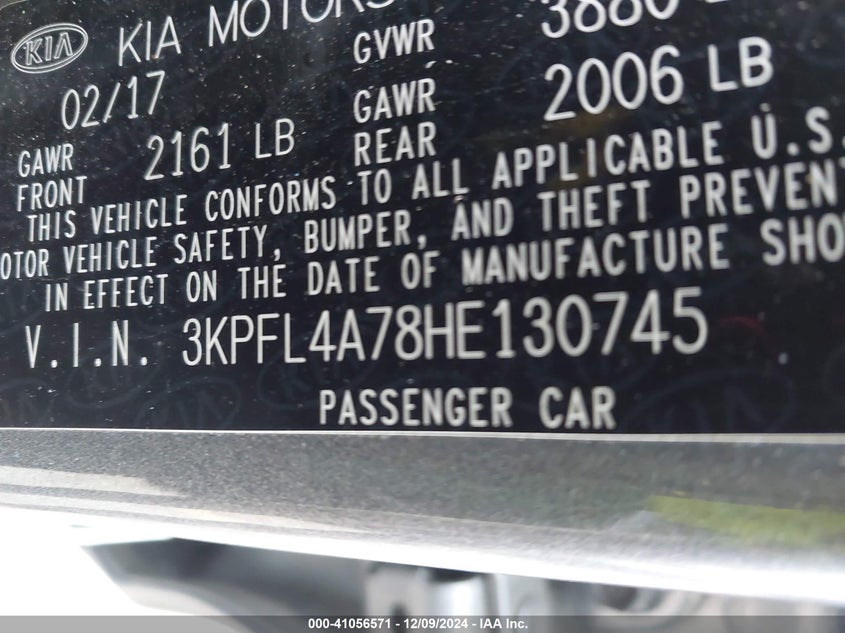 KIA KIA MOTORS
02/17 GVWR 3880
GAWR FRONT 2161 LB GAWR REAR 2006 LB
THIS VEHICLE CONFORMS TO ALL APPLICABLE U.S.
OTOR VEHICLE SAFETY, BUMPER, AND THEFT PREVENT
IN EFFECT ON THE DATE OF MANUFACTURE SHO
V.I.N. 3KPFL4A78HE130745
PASSENGER CAR
000-41056571 - 12/09/2024 - IAA Inc.